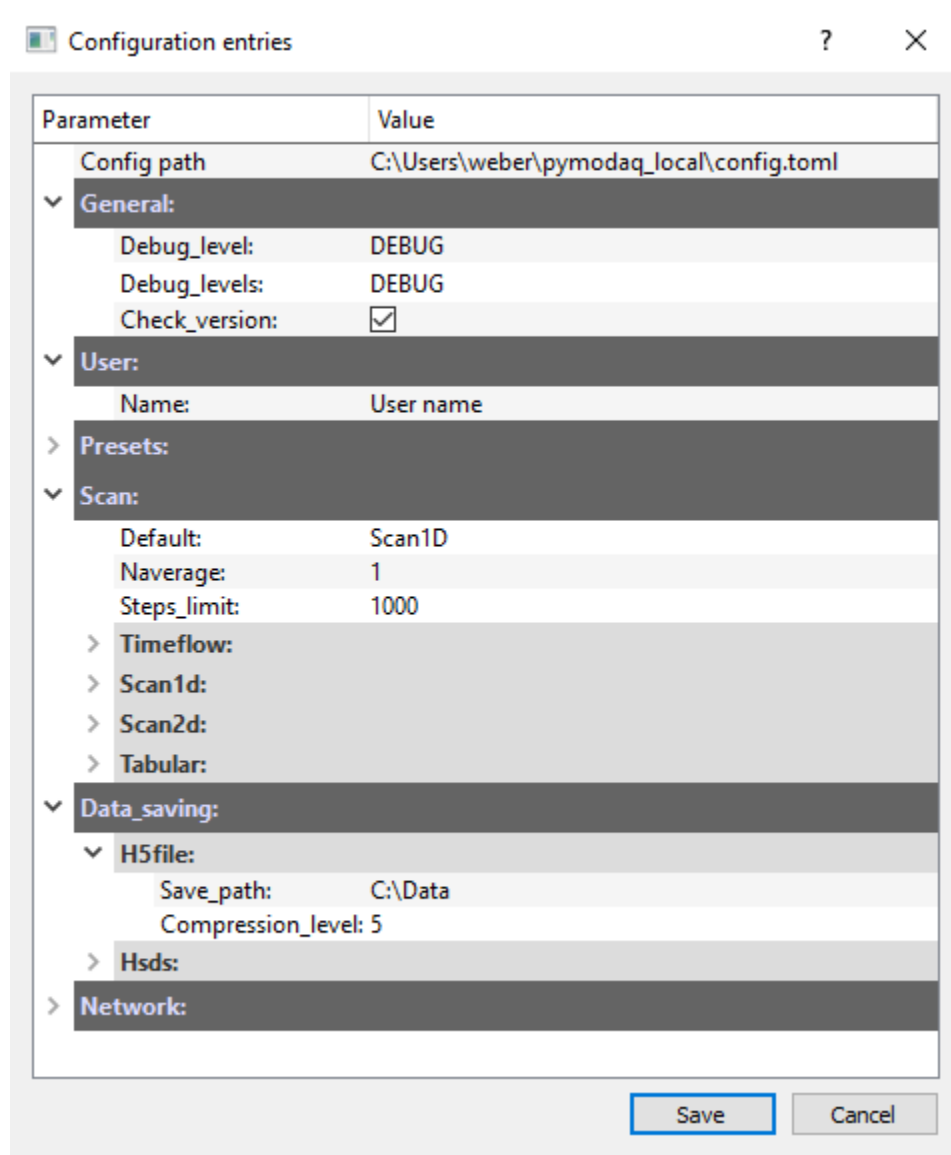 Configuration entries ?
Parameter Value
Config path C:\Users\weber\pymodaq_local\config.toml
General:
Debug_level: DEBUG
Debug_levels: DEBUG
Check_version:
User:
Name: User name
Presets:
Scan:
Default: Scan1D
Naverage: 1
Steps_limit: 1000
Timeflow:
Scan1d:
Scan2d:
Tabular:
Data_saving:
H5file:
Save_path: C:\Data
Compression_level: 5
Hsds:
Network:
Save Cancel